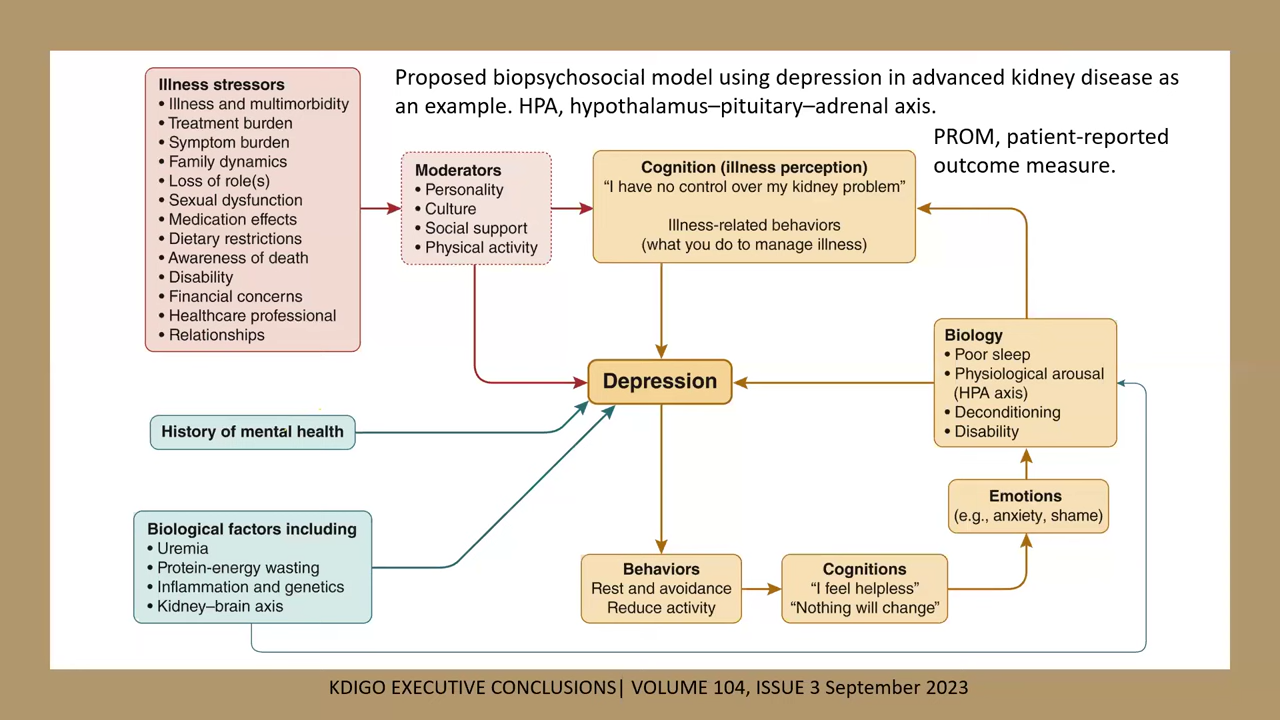 Proposed biopsychosocial model using depression in advanced kidney disease as
an example. HPA, hypothalamus–pituitary–adrenal axis.
PROM, patient-reported
outcome measure.
Illness stressors
• Illness and multimorbidity
• Treatment burden
• Symptom burden
• Family dynamics
• Loss of role(s)
• Sexual dysfunction
• Medication effects
• Dietary restrictions
• Awareness of death
• Disability
• Financial concerns
• Healthcare professional
• Relationships
Moderators
• Personality
• Culture
• Social support
• Physical activity
Cognition (illness perception)
“I have no control over my kidney problem”
Illness-related behaviors
(what you do to manage illness)
Biology
• Poor sleep
• Physiological arousal
(HPA axis)
• Deconditioning
• Disability
Depression
History of mental health
Emotions
(e.g., anxiety, shame)
Biological factors including
• Uremia
• Protein-energy wasting
• Inflammation and genetics
• Kidney–brain axis
Behaviors
Rest and avoidance
Reduce activity
Cognitions
“I feel helpless”
“Nothing will change”
KDIGO EXECUTIVE CONCLUSIONS| VOLUME 104, ISSUE 3 September 2023